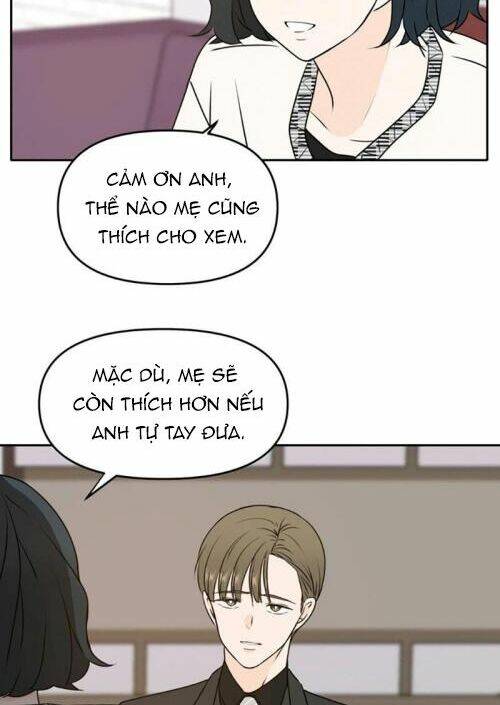 CẢM ƠN ANH,
THỂ NÀO MẸ CŨNG
THÍCH CHO XEM.
MẶC DÙ, MẸ SẼ
CÒN THÍCH HƠN NẾU
ANH TỰ TAY ĐƯA.